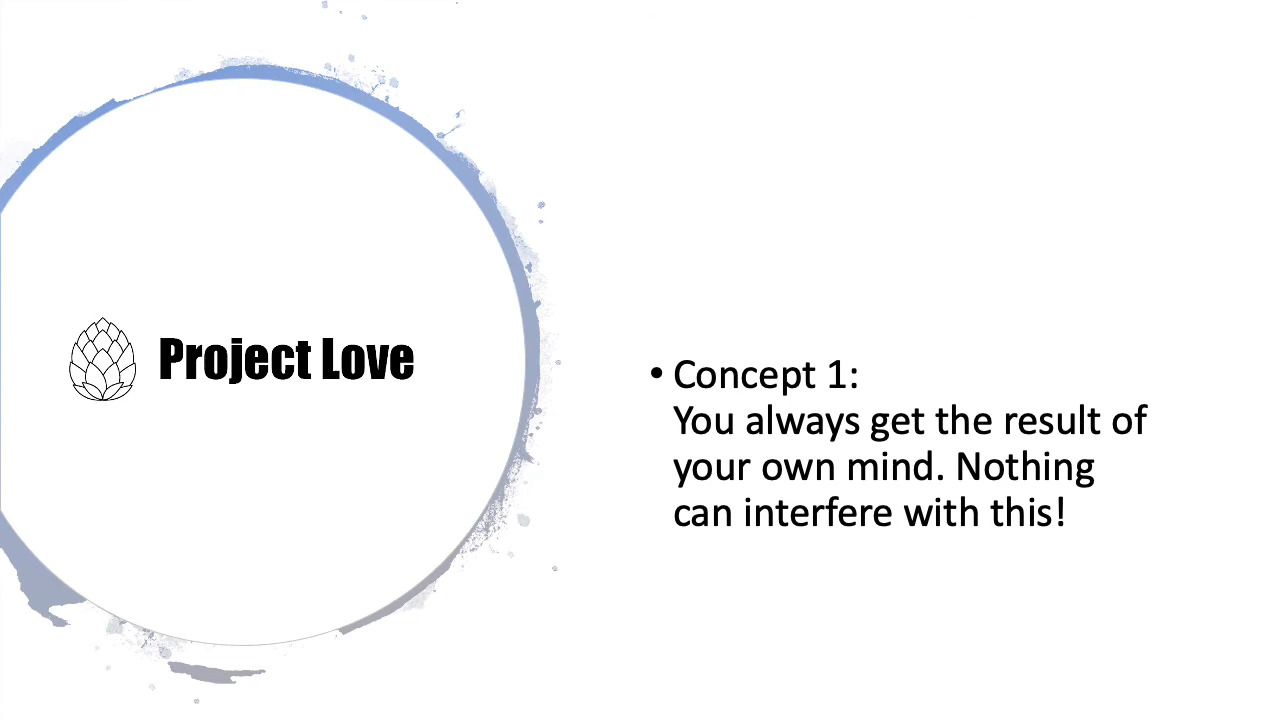 Project Love
• Concept 1:
You always get the result of
your own mind. Nothing
can interfere with this!